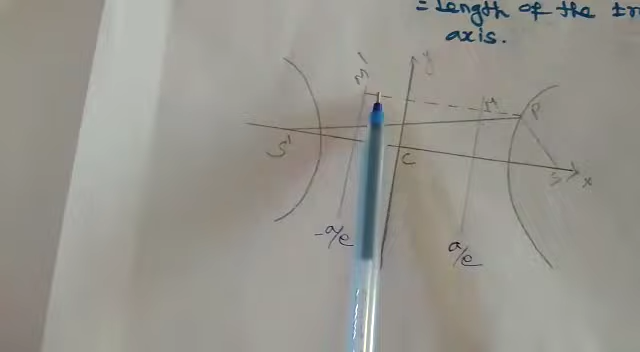 = Length of the
axis.
M'
y
M
P
S'
C
S
x
-a/e
a/e